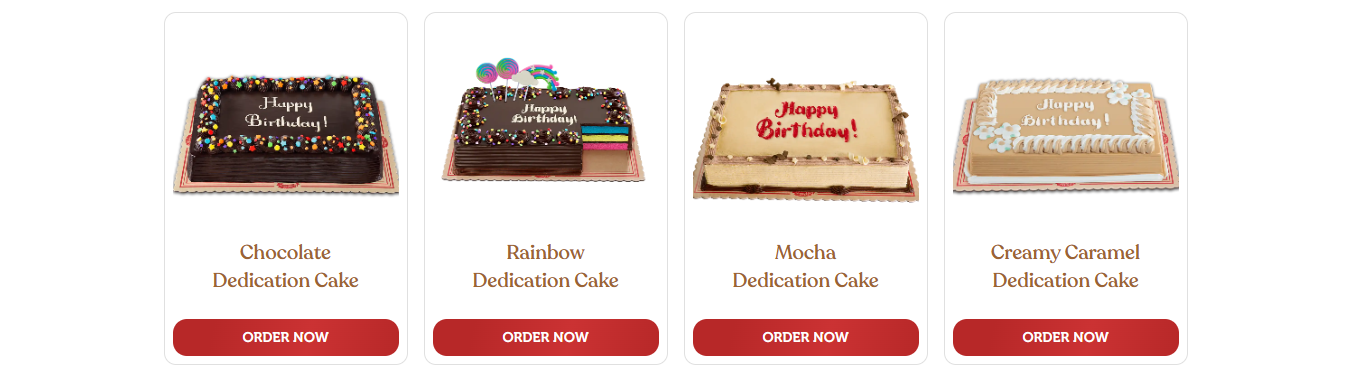 Happy
Birthday!
Happy
Birthday!
Happy
Birthday!
Happy
Birthday!
Chocolate
Dedication Cake
Rainbow
Dedication Cake
Mocha
Dedication Cake
Creamy Caramel
Dedication Cake
ORDER NOW
ORDER NOW
ORDER NOW
ORDER NOW